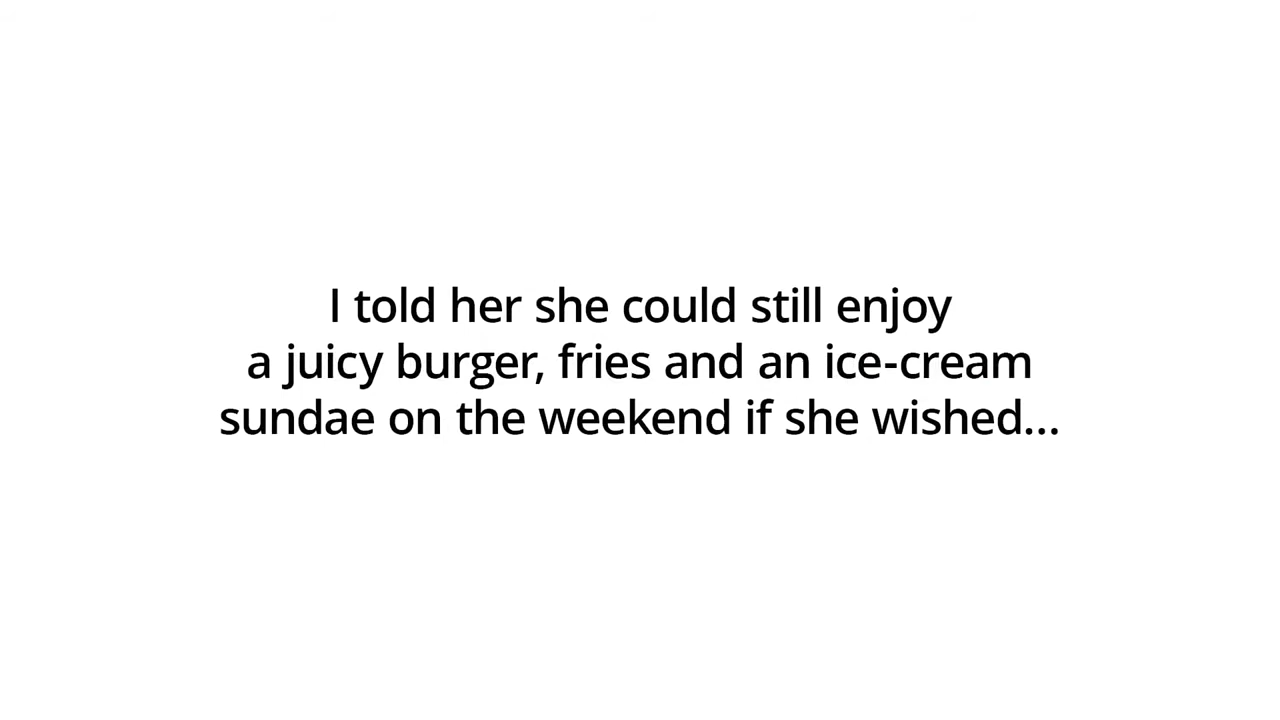 I told her she could still enjoy
a juicy burger, fries and an ice-cream
sundae on the weekend if she wished...